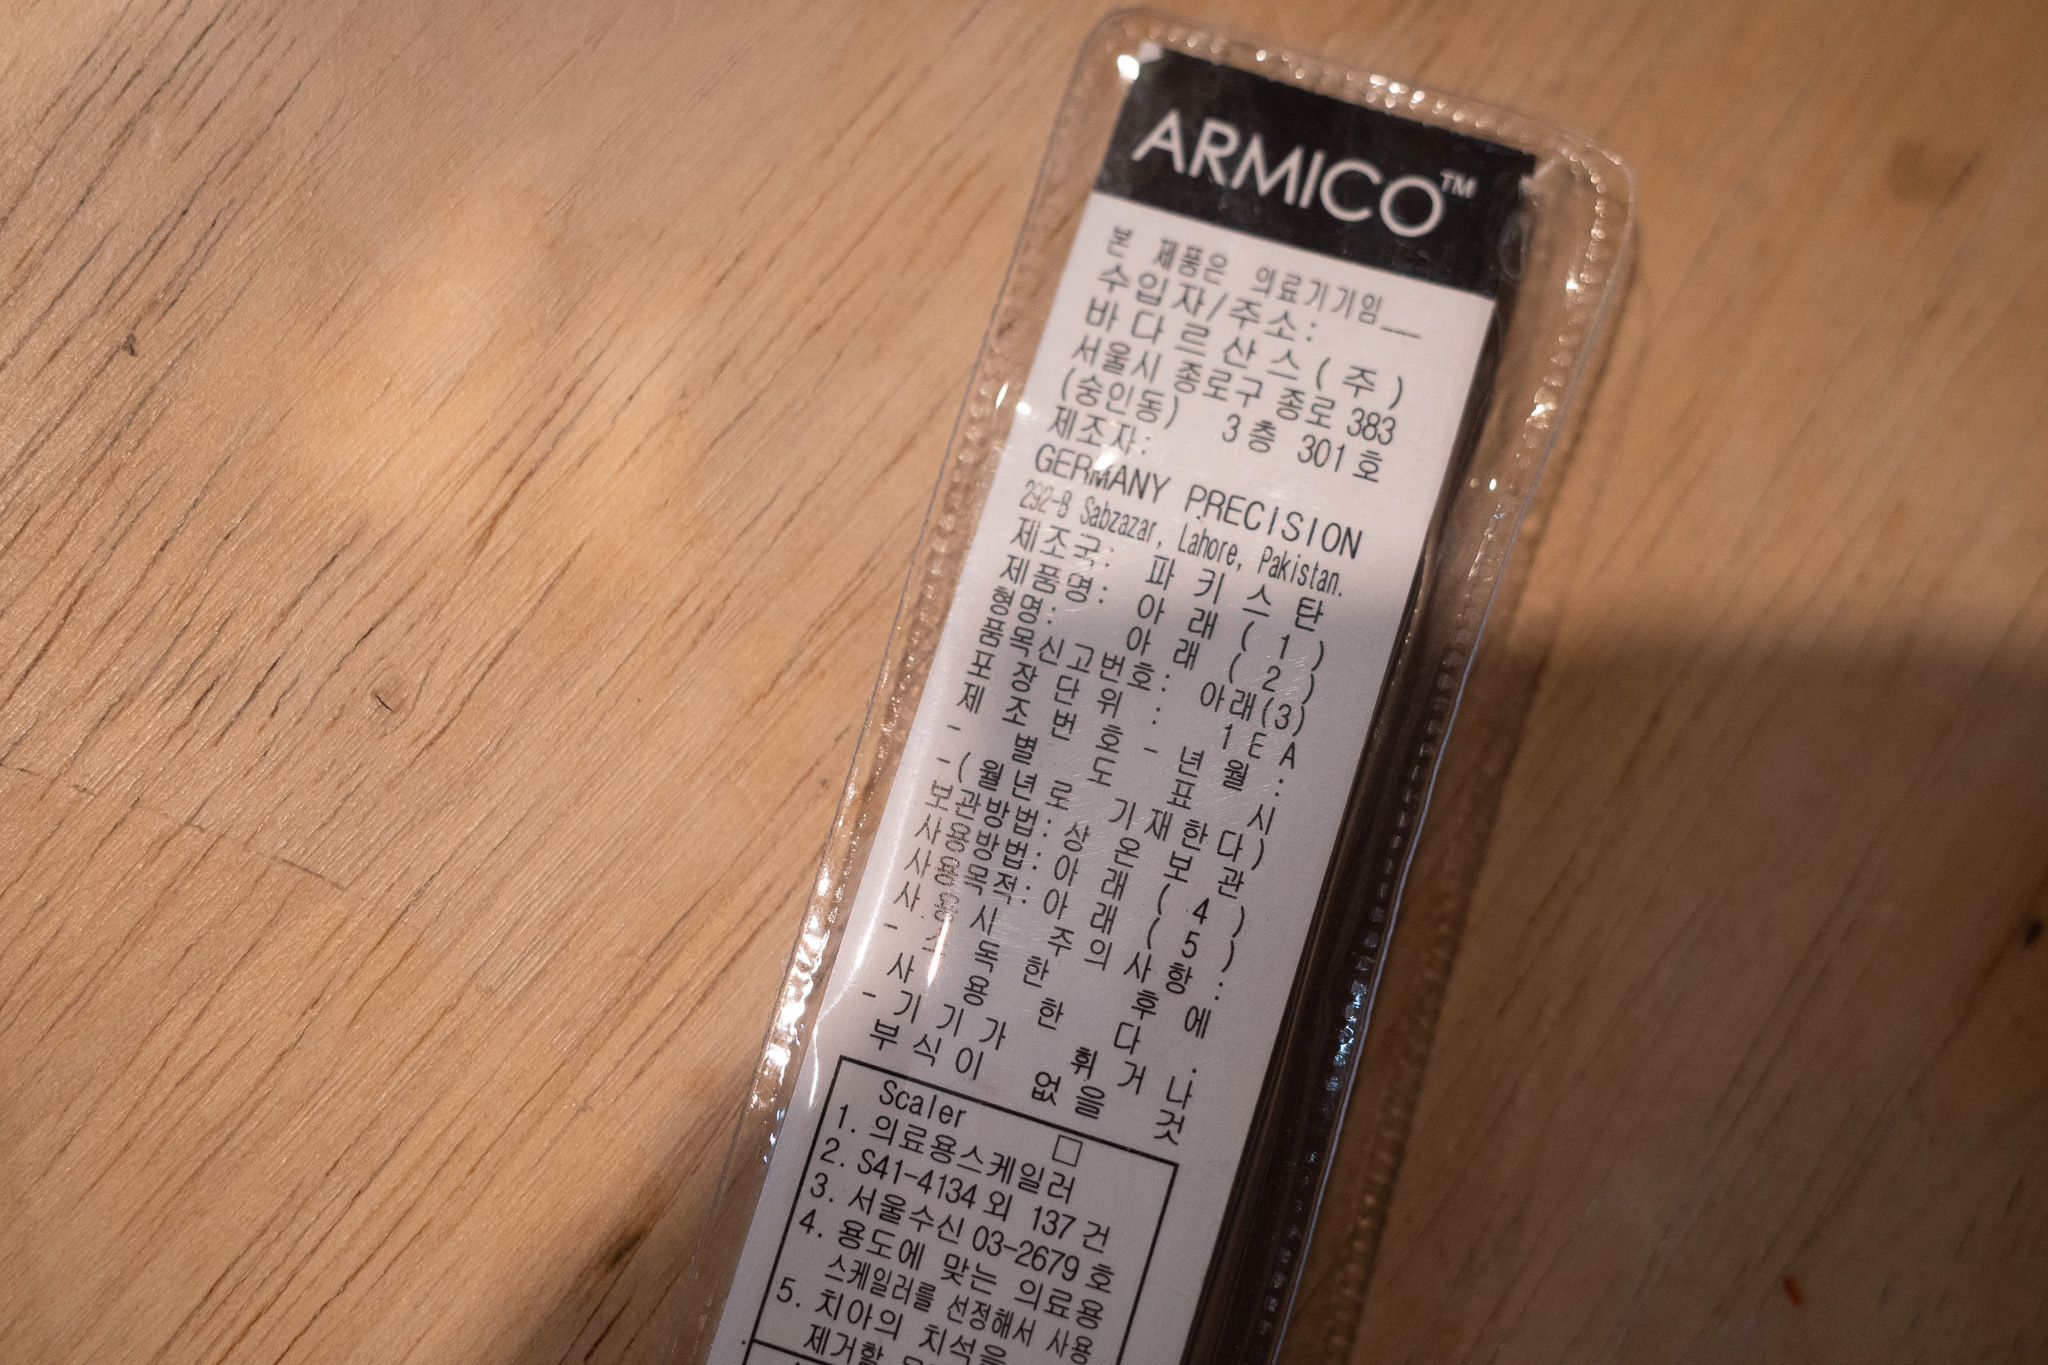 ARMICO™
본 제품은 의료기기임__
수입자/주소:
바다르산스(주)
서울시 종로구 종로 383
(숭인동) 3층 301호
제조자:
GERMANY PRECISION
292-B Sabzazar, Lahore, Pakistan.
제조국: 파키스탄
제품명: 아래(1)
형명: 아래(2)
품목신고번호: 아래(3)
포장단위: 1EA
제조번호-년월:
- 별도 표시
-(월년로 기재한다)
보관방법:상온보관
사용방법:아래(4)
사용목적:아래(5)
사용시 주의사항:
- 소독한 후에
사용한다.
-기기가 휘거나
부식이 없을 것
Scaler □
1. 의료용스케일러
2. S41-4134 외 137건
3. 서울수신 03-2679호
4. 용도에 맞는 의료용
스케일러를 선정해서 사용
5. 치아의 치석을
제거할